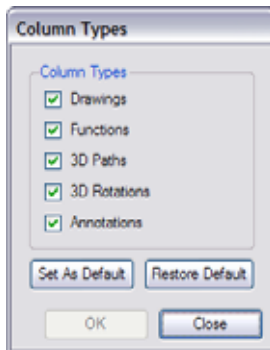 Column Types
Column Types
Drawings
Functions
3D Paths
3D Rotations
Annotations
Set As Default Restore Default
OK Close